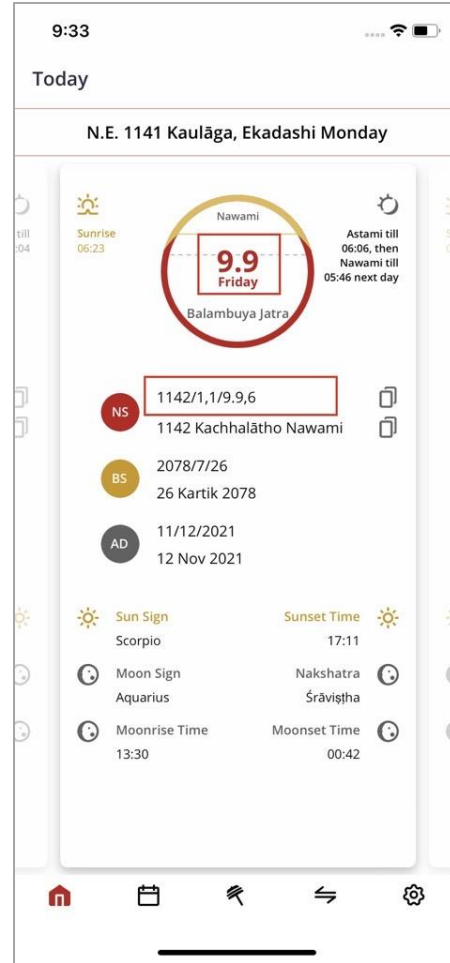 9:33
Today
N.E. 1141 Kaulāga, Ekadashi Monday
till
:04
Sunrise
06:23
Nawami
9.9
Friday
Balambuya Jatra
Astami till
06:06, then
Nawami till
05:46 next day
NS
1142/1,1/9.9,6
1142 Kachhalātho Nawami
BS
2078/7/26
26 Kartik 2078
AD
11/12/2021
12 Nov 2021
Sun Sign
Scorpio
Sunset Time
17:11
Moon Sign
Aquarius
Nakshatra
Śrāviṣṭha
Moonrise Time
13:30
Moonset Time
00:42